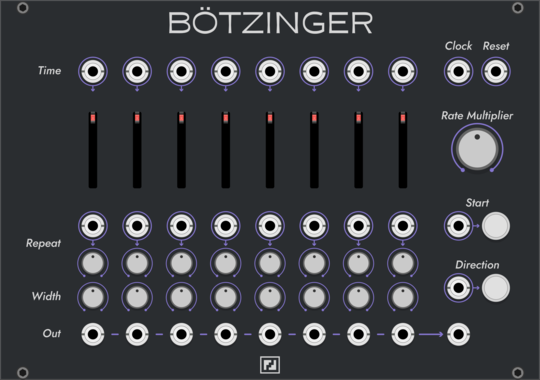 BÖTZINGER
Clock Reset
Time
Rate Multiplier
Start
Repeat
Direction
Width
Out